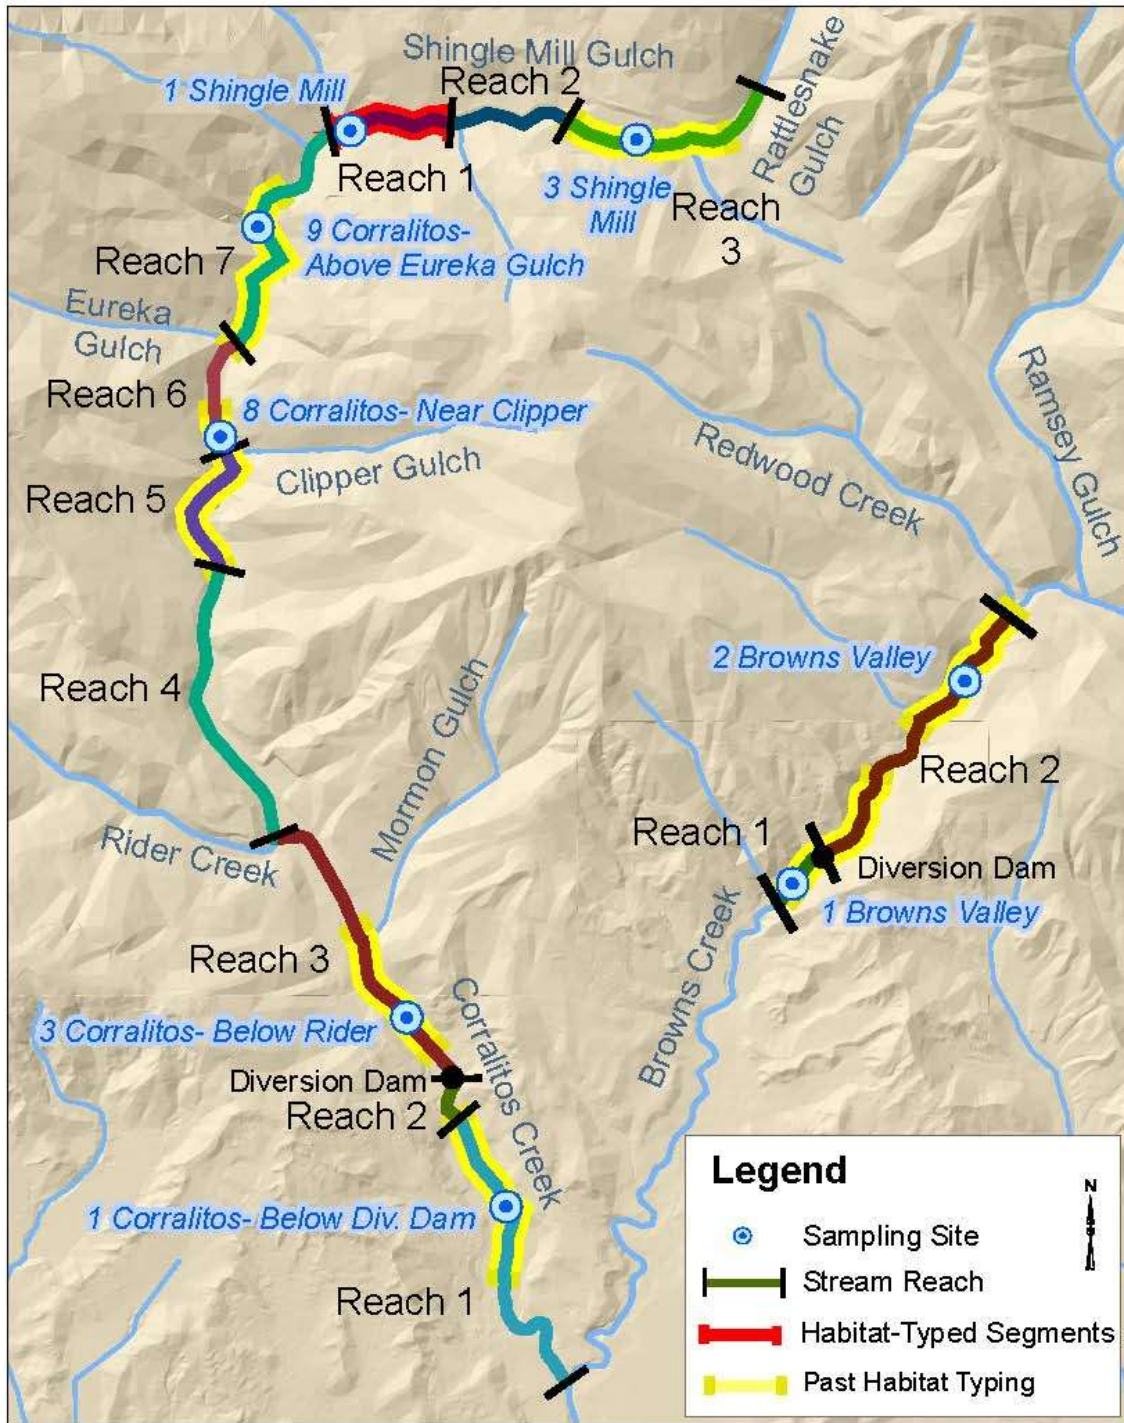 Shingle Mill Gulch
Reach 2
1 Shingle Mill
Rattlesnake
Gulch
Reach 1
3 Shingle
Mill
Reach
3
9 Corralitos-
Above Eureka Gulch
Reach 7
Eureka
Gulch
Reach 6
8 Corralitos- Near Clipper
Clipper Gulch
Reach 5
Redwood Creek
Ramsey Gulch
2 Browns Valley
Reach 4
Mormon Gulch
Reach 2
Rider Creek
Reach 1
Diversion Dam
1 Browns Valley
Browns Creek
Reach 3
Corralitos Creek
3 Corralitos- Below Rider
Diversion Dam
Reach 2
1 Corralitos- Below Div. Dam
Reach 1
Legend
N
Sampling Site
Stream Reach
Habitat-Typed Segments
Past Habitat Typing